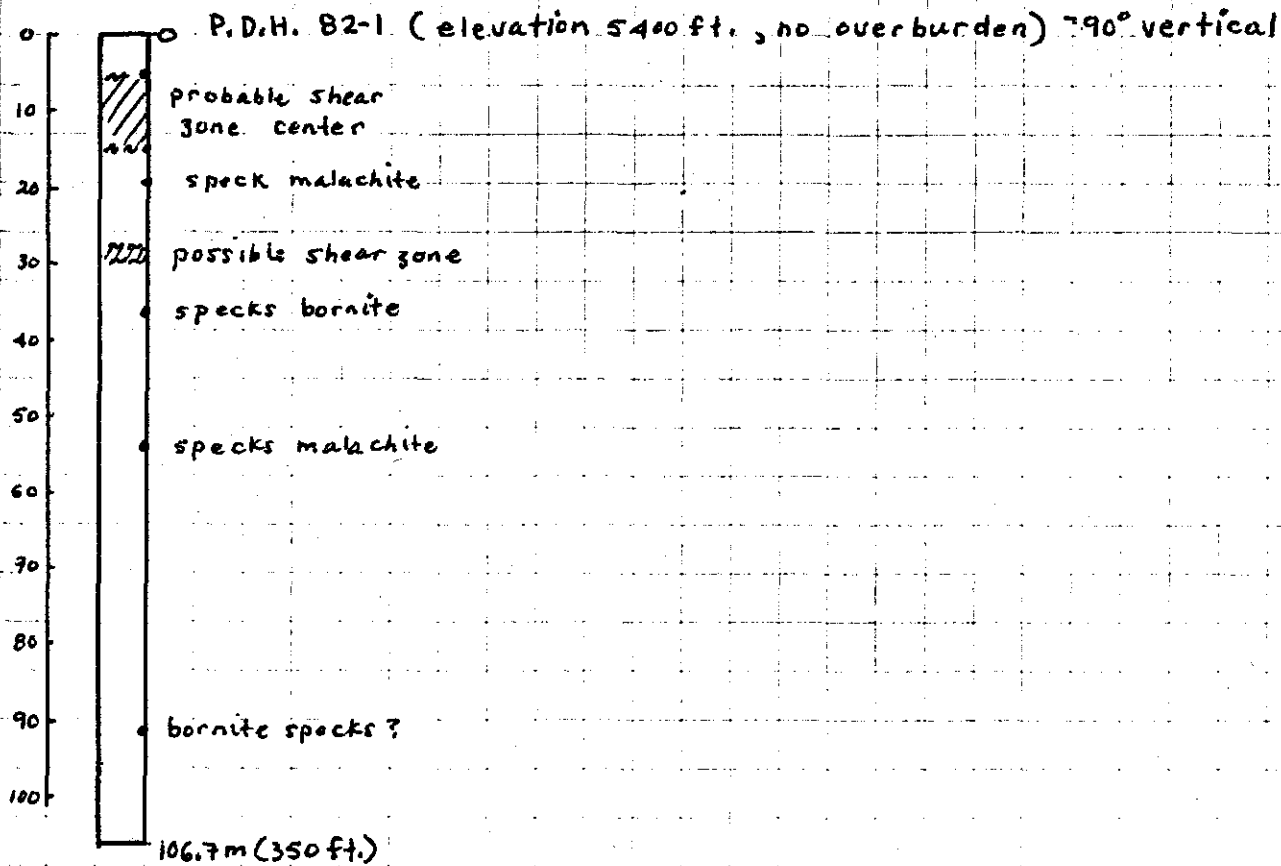 P.D.H. 82-1 (elevation 5400 ft., no overburden) -90° vertical
0
10
probable shear
zone center
20
speck malachite
30
possible shear zone
specks bornite
40
50
specks malachite
60
70
80
90
bornite specks?
100
106.7m (350 ft.)